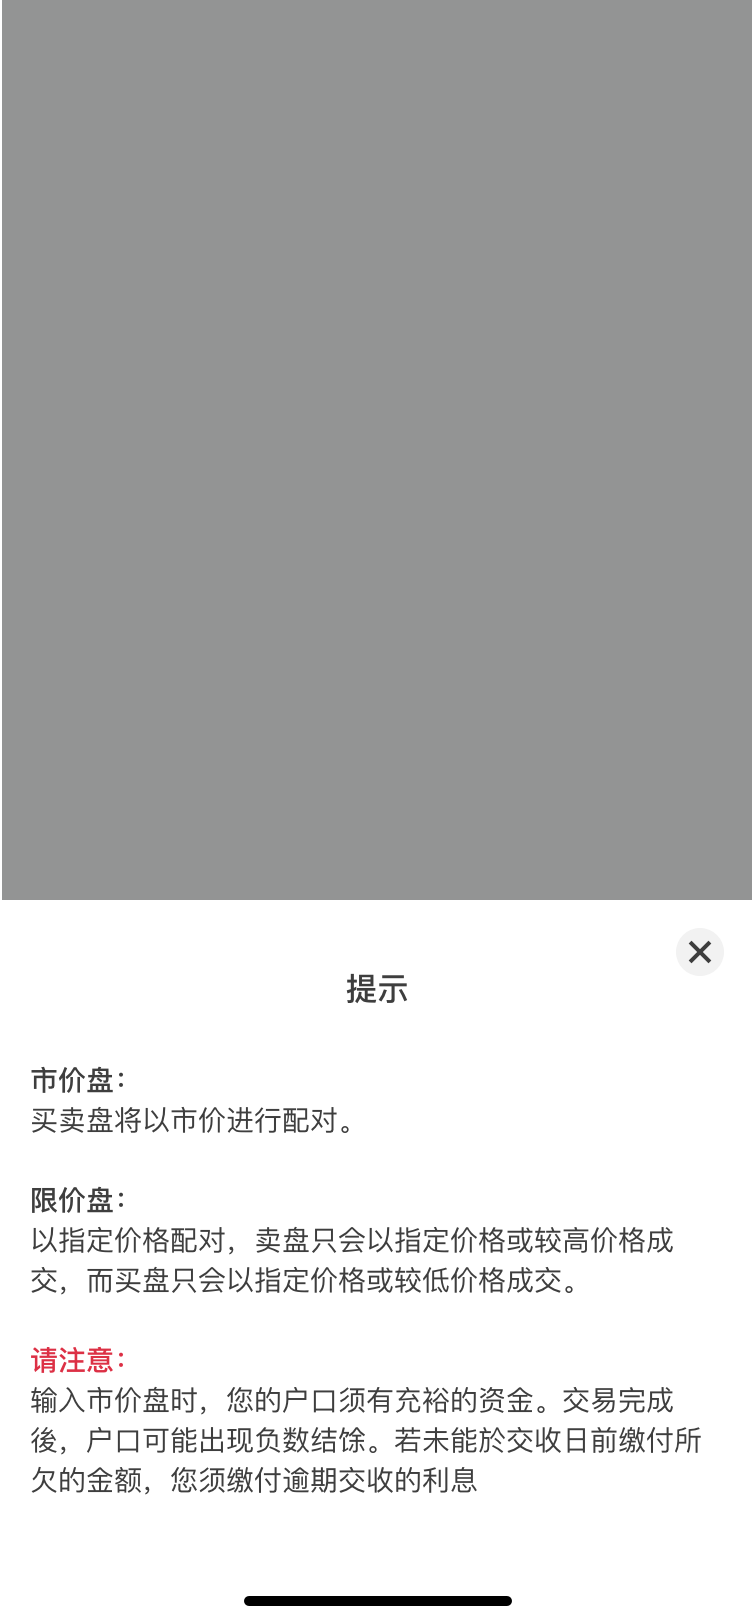 提示
市价盘：
买卖盘将以市价进行配对。
限价盘：
以指定价格配对，卖盘只会以指定价格或较高价格成
交，而买盘只会以指定价格或较低价格成交。
请注意：
输入市价盘时，您的户口须有充裕的资金。交易完成
後，户口可能出现负数结馀。若未能於交收日前缴付所
欠的金额，您须缴付逾期交收的利息